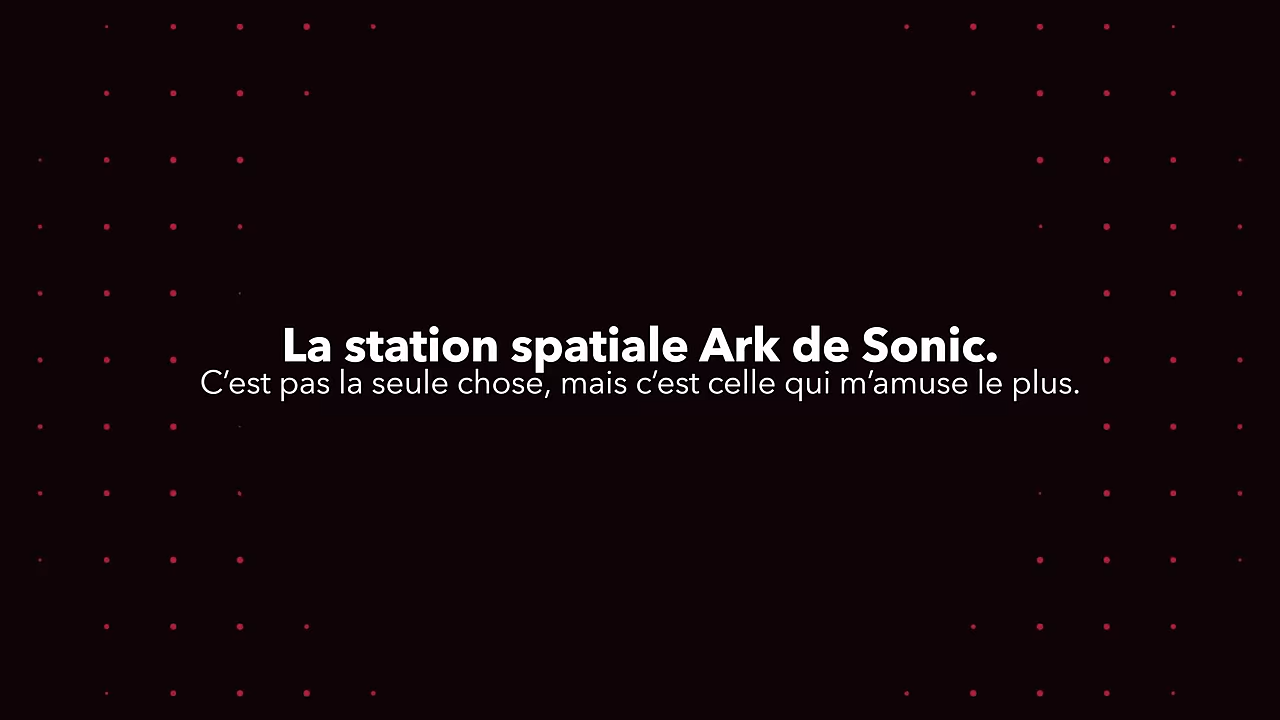 La station spatiale Ark de Sonic.
C’est pas la seule chose, mais c’est celle qui m’amuse le plus.